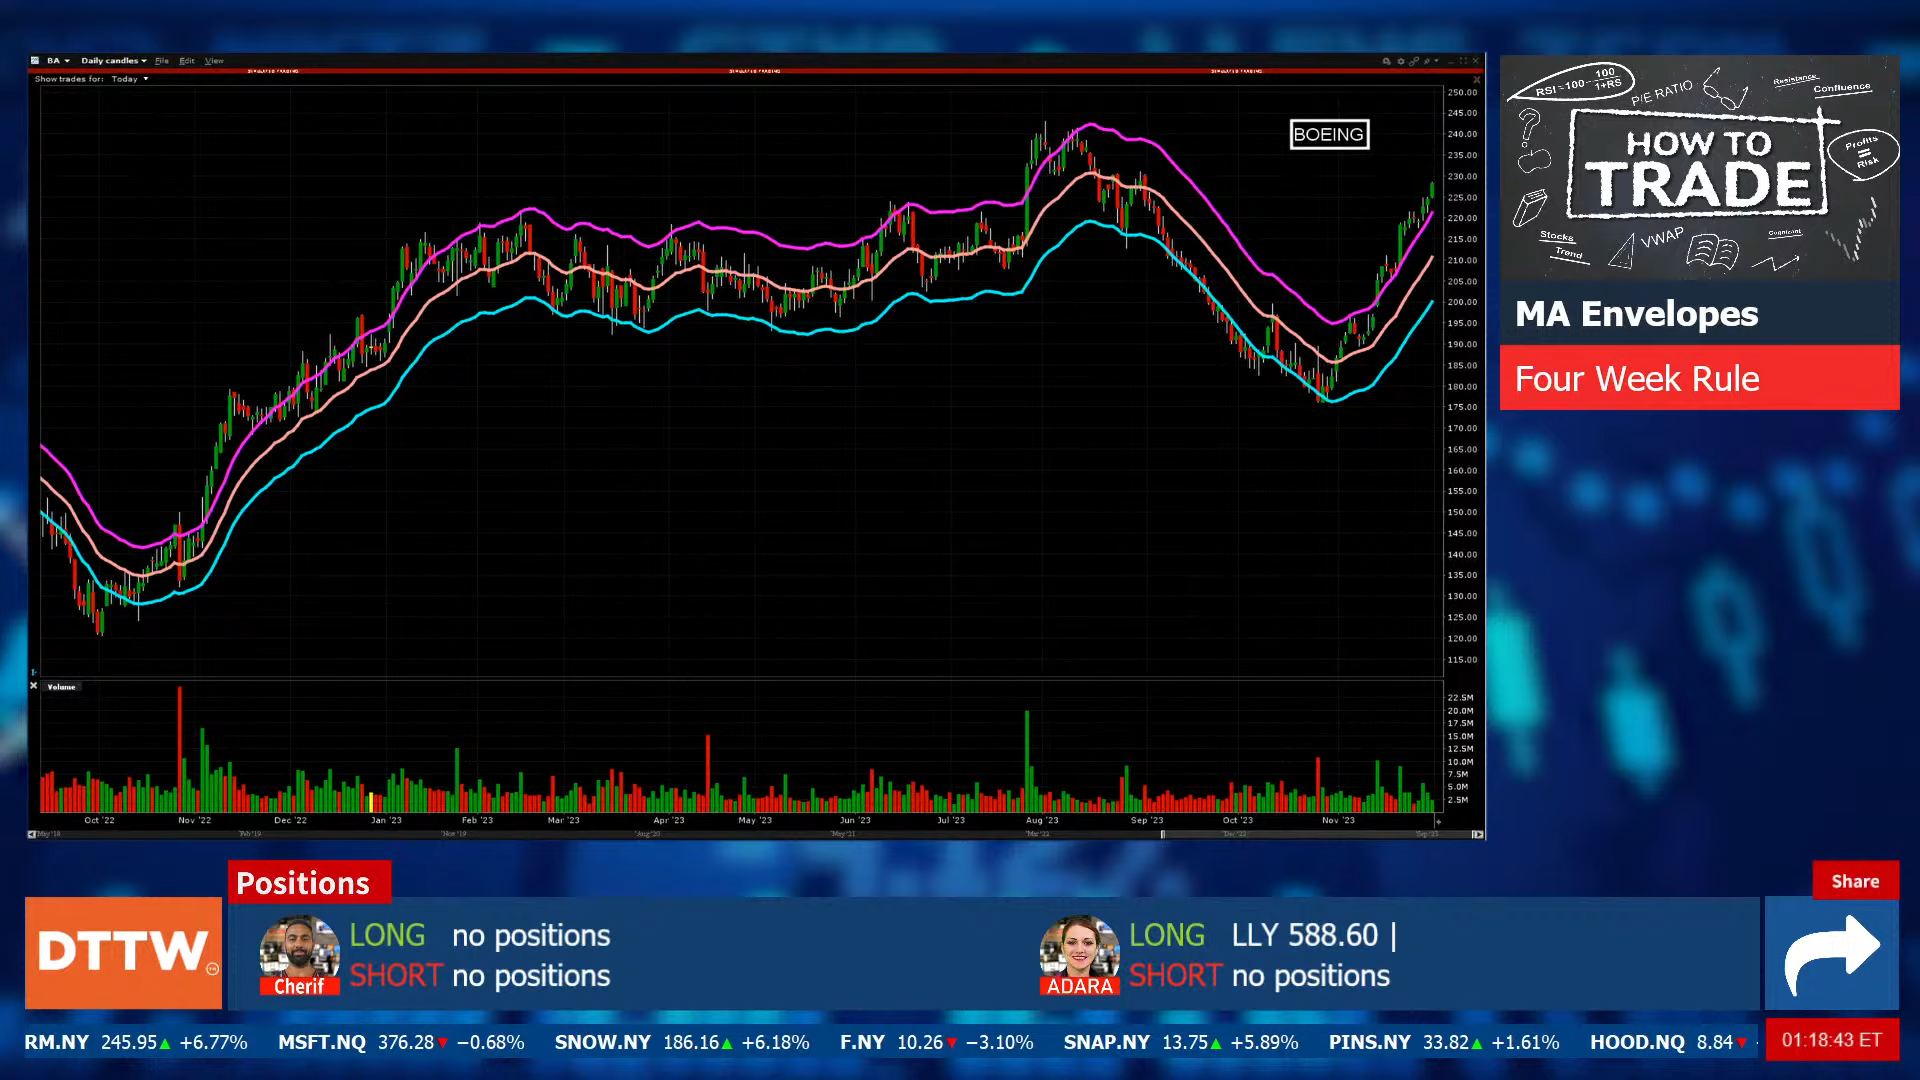 BA Daily candles File Edit View
Show trades for: Today
BOEING
250.00
245.00
240.00
235.00
230.00
225.00
220.00
215.00
210.00
205.00
200.00
195.00
190.00
185.00
180.00
175.00
170.00
165.00
160.00
155.00
150.00
145.00
140.00
135.00
130.00
125.00
120.00
115.00
Volume
22.5M
20.0M
17.5M
15.0M
12.5M
10.0M
7.5M
5.0M
2.5M
Oct '22 Nov '22 Dec '22 Jan '23 Feb '23 Mar '23 Apr '23 May '23 Jun '23 Jul '23 Aug '23 Sep '23 Oct '23 Nov '23
RSI=100- 100
1+RS
P/E RATIO
Resistance
Confluence
HOW TO
TRADE
Profits
=
Risk
Stocks
Trend
VWAP
MA Envelopes
Four Week Rule
Positions
Share
DTTW
Cherif
LONG no positions
SHORT no positions
ADARA
LONG LLY 588.60 |
SHORT no positions
RM.NY 245.95▲ +6.77% MSFT.NQ 376.28▼ −0.68% SNOW.NY 186.16▲ +6.18% F.NY 10.26▼ −3.10% SNAP.NY 13.75▲ +5.89% PINS.NY 33.82▲ +1.61% HOOD.NQ 8.84▼
01:18:43 ET